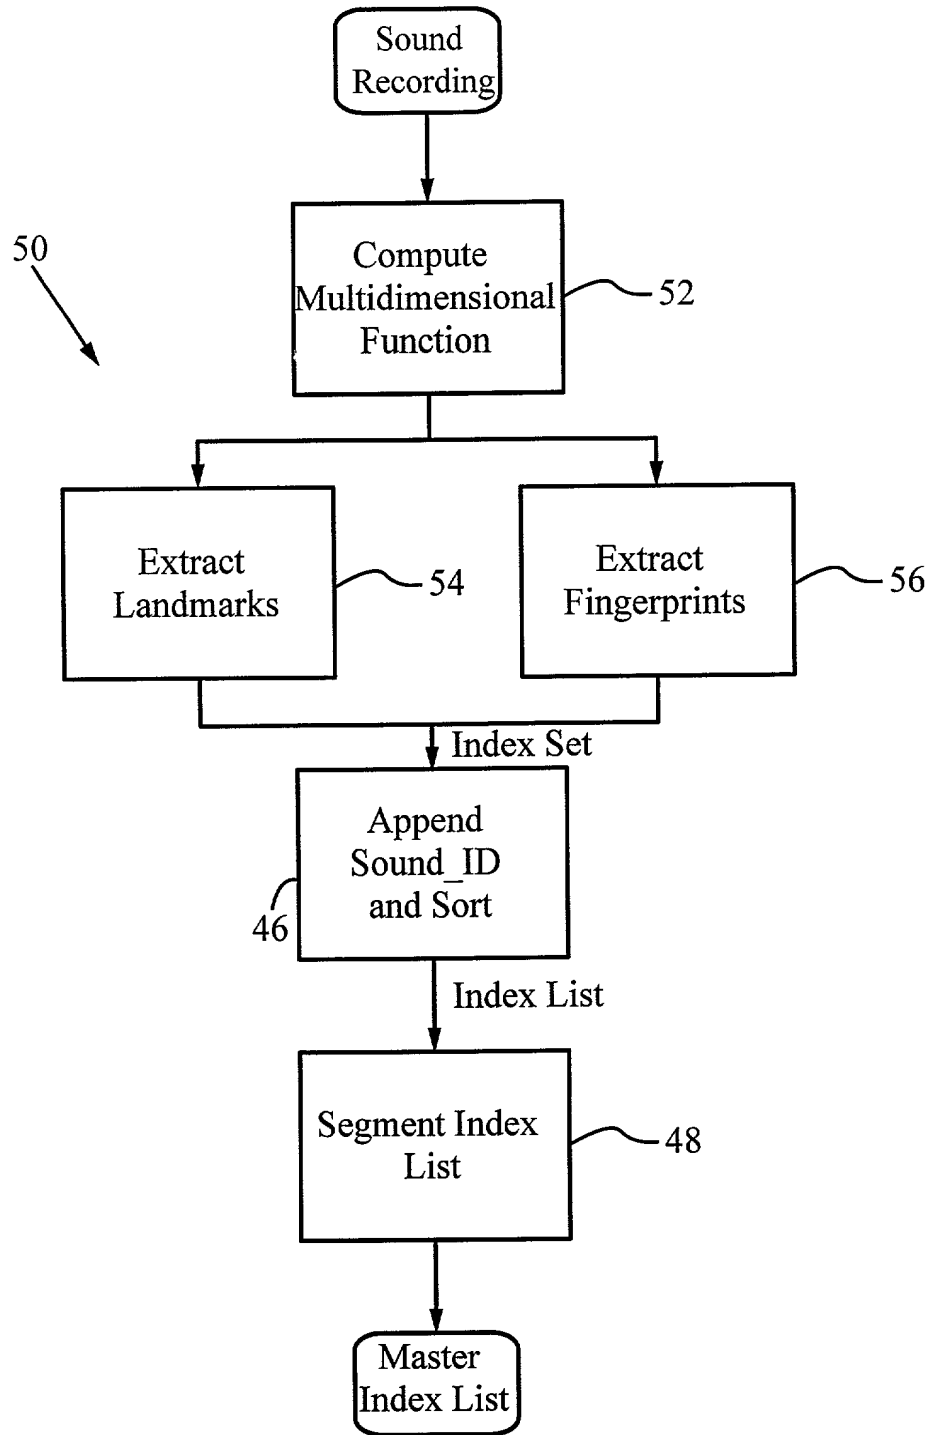 Sound
Recording
50
Compute
Multidimensional
Function
52
Extract
Landmarks
54
Extract
Fingerprints
56
Index Set
Append
Sound_ID
and Sort
46
Index List
Segment Index
List
48
Master
Index List